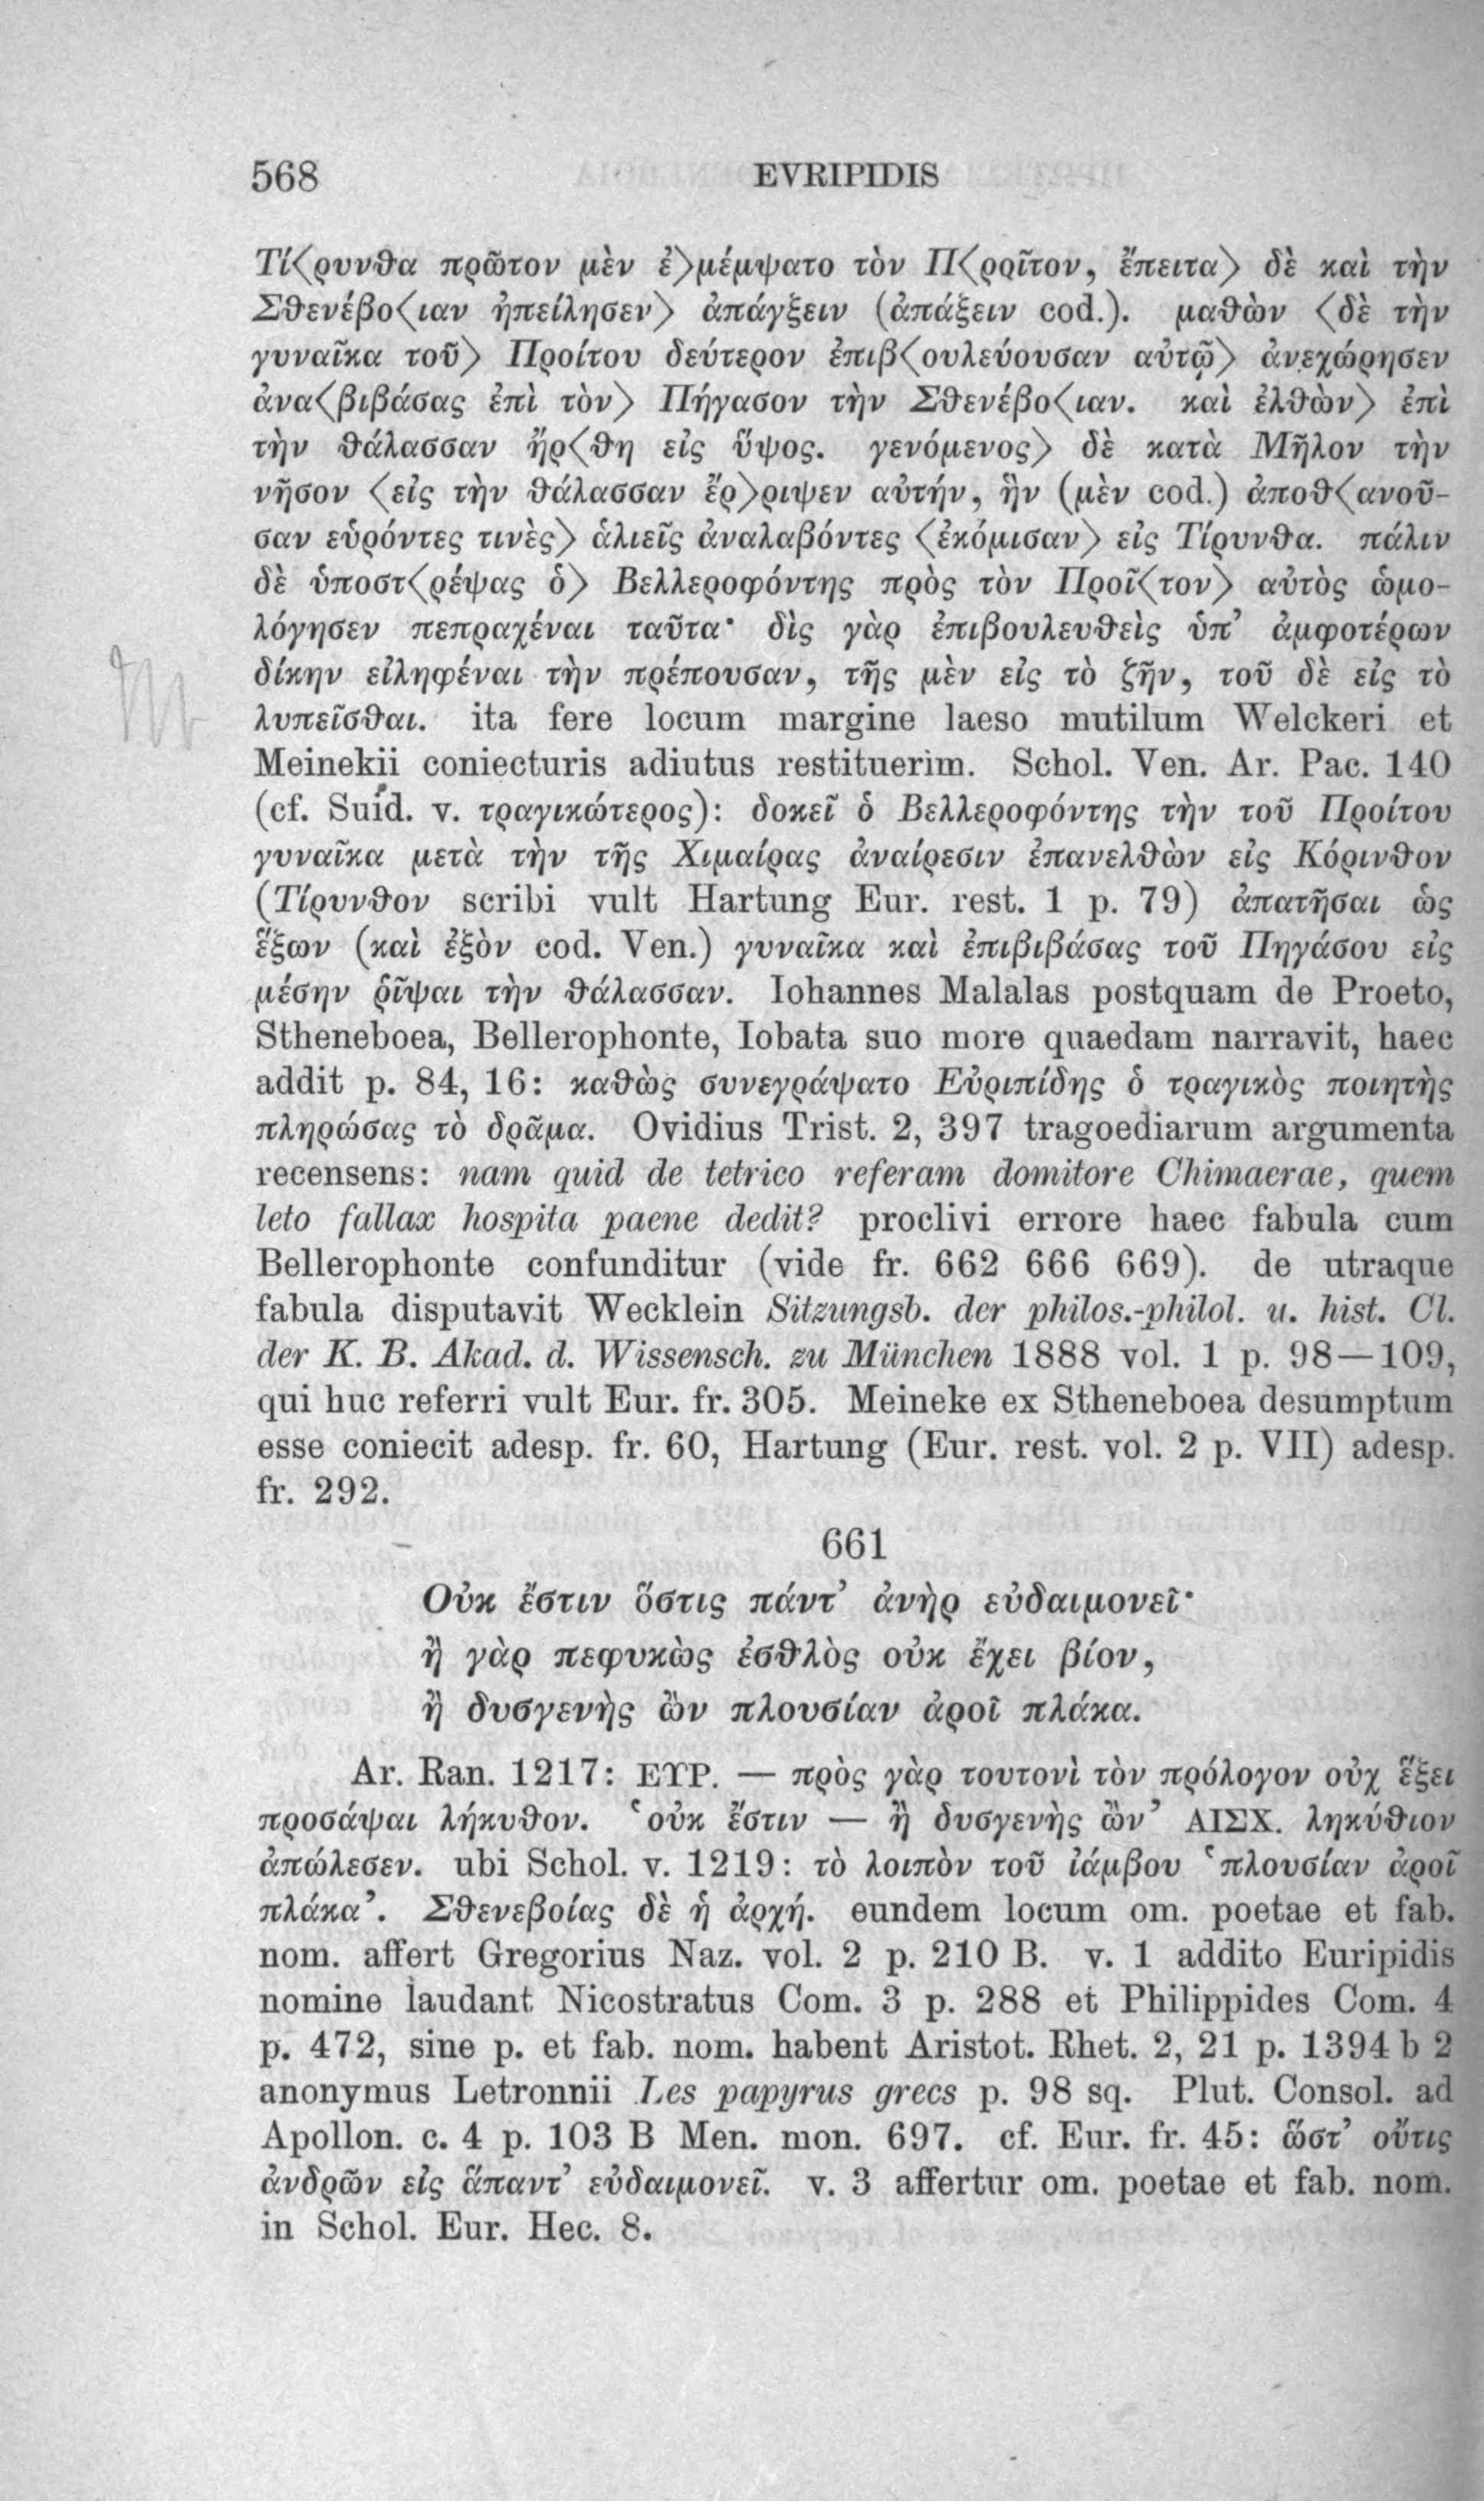 568 EVRIPIDIS
Τί〈ρυνθα πρῶτον μὲν ἐ〉μέμψατο τὸν Π〈ροῖτον, ἔπειτα〉 δὲ καὶ τὴν
Σθενέβο〈ιαν ἠπείλησεν〉 ἀπάγξειν (ἀπάξειν cod.). μαθὼν 〈δὲ τὴν
γυναῖκα τοῦ〉 Προίτου δεύτερον ἐπιβ〈ουλεύουσαν αὐτῷ〉 ἀνεχώρησεν
ἀνα〈βιβάσας ἐπὶ τὸν〉 Πήγασον τὴν Σθενέβο〈ιαν. καὶ ἐλθὼν〉 ἐπὶ
τὴν θάλασσαν ἤρ〈θη εἰς ὕψος. γενόμενος〉 δὲ κατὰ Μῆλον τὴν
νῆσον 〈εἰς τὴν θάλασσαν ἔρ〉ριψεν αὐτήν, ἣν (μὲν cod.) ἀποθ〈ανοῦ-
σαν εὑρόντες τινὲς〉 ἁλιεῖς ἀναλαβόντες 〈ἐκόμισαν〉 εἰς Τίρυνθα. πάλιν
δὲ ὑποστ〈ρέψας ὁ〉 Βελλεροφόντης πρὸς τὸν Προῖ〈τον〉 αὐτὸς ὡμο-
λόγησεν πεπραχέναι ταῦτα· δὶς γὰρ ἐπιβουλευθεὶς ὑπ’ ἀμφοτέρων
δίκην εἰληφέναι τὴν πρέπουσαν, τῆς μὲν εἰς τὸ ζῆν, τοῦ δὲ εἰς τὸ
λυπεῖσθαι. ita fere locum margine laeso mutilum Welckeri et
Meinekii coniecturis adiutus restituerim. Schol. Ven. Ar. Pac. 140
(cf. Suid. v. τραγικώτερος): δοκεῖ ὁ Βελλεροφόντης τὴν τοῦ Προίτου
γυναῖκα μετὰ τὴν τῆς Χιμαίρας ἀναίρεσιν ἐπανελθὼν εἰς Κόρινθον
(Τίρυνθον scribi vult Hartung Eur. rest. 1 p. 79) ἀπατῆσαι ὡς
ἕξων (καὶ ἐξὸν cod. Ven.) γυναῖκα καὶ ἐπιβιβάσας τοῦ Πηγάσου εἰς
μέσην ῥῖψαι τὴν θάλασσαν. Iohannes Malalas postquam de Proeto,
Stheneboea, Bellerophonte, Iobata suo more quaedam narravit, haec
addit p. 84, 16: καθὼς συνεγράψατο Εὐριπίδης ὁ τραγικὸς ποιητὴς
πληρώσας τὸ δρᾶμα. Ovidius Trist. 2, 397 tragoediarum argumenta
recensens: nam quid de tetrico referam domitore Chimaerae, quem
leto fallax hospita paene dedit? proclivi errore haec fabula cum
Bellerophonte confunditur (vide fr. 662 666 669). de utraque
fabula disputavit Wecklein Sitzungsb. der philos.-philol. u. hist. Cl.
der K. B. Akad. d. Wissensch. zu München 1888 vol. 1 p. 98—109,
qui huc referri vult Eur. fr. 305. Meineke ex Stheneboea desumptum
esse coniecit adesp. fr. 60, Hartung (Eur. rest. vol. 2 p. VII) adesp.
fr. 292.
661
Οὐκ ἔστιν ὅστις πάντ’ ἀνὴρ εὐδαιμονεῖ·
ἢ γὰρ πεφυκὼς ἐσθλὸς οὐκ ἔχει βίον,
ἢ δυσγενὴς ὢν πλουσίαν ἀροῖ πλάκα.
Ar. Ran. 1217: ΕΥΡ. — πρὸς γὰρ τουτονὶ τὸν πρόλογον οὐχ ἕξει
προσάψαι λήκυθον. ‘οὐκ ἔστιν — ἢ δυσγενὴς ὢν’ ΑΙΣΧ. ληκύθιον
ἀπώλεσεν. ubi Schol. v. 1219: τὸ λοιπὸν τοῦ ἰάμβου ‘πλουσίαν ἀροῖ
πλάκα’. Σθενεβοίας δὲ ἡ ἀρχή. eundem locum om. poetae et fab.
nom. affert Gregorius Naz. vol. 2 p. 210 B. v. 1 addito Euripidis
nomine laudant Nicostratus Com. 3 p. 288 et Philippides Com. 4
p. 472, sine p. et fab. nom. habent Aristot. Rhet. 2, 21 p. 1394 b 2
anonymus Letronnii Les papyrus grecs p. 98 sq. Plut. Consol. ad
Apollon. c. 4 p. 103 B Men. mon. 697. cf. Eur. fr. 45: ὥστ’ οὔτις
ἀνδρῶν εἰς ἅπαντ’ εὐδαιμονεῖ. v. 3 affertur om. poetae et fab. nom.
in Schol. Eur. Hec. 8.